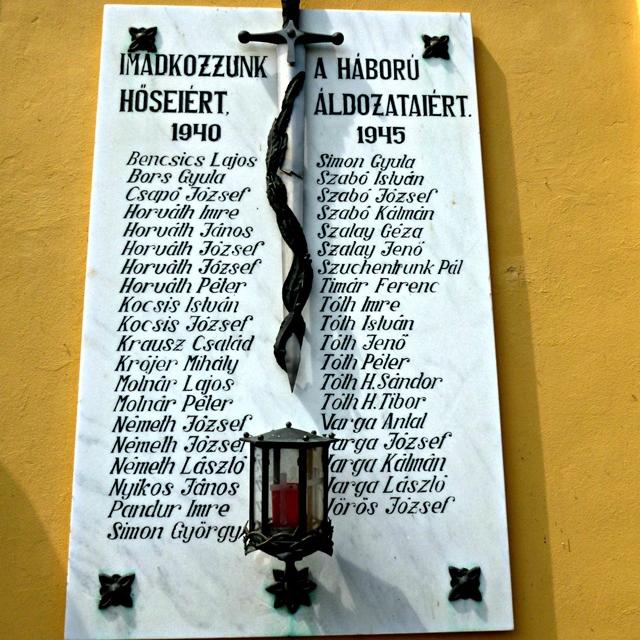 IMADKOZZUNK A HÁBORÚ
HŐSEIÉRT, ÁLDOZATAIÉRT.
1940 1945
Bencsics Lajos
Bors Gyula
Csapó József
Horváth Imre
Horváth János
Horváth József
Horváth József
Horváth Péter
Kocsis István
Kocsis József
Krausz Család
Krójer Mihály
Molnár Lajos
Molnár Péter
Németh József
Németh József
Németh László
Nyikos János
Pandur Imre
Simon György
Simon Gyula
Szabó István
Szabó József
Szabó Kálmán
Szalay Géza
Szalay Jenő
Szuchentrunk Pál
Timár Ferenc
Tóth Imre
Tóth István
Tóth Jenő
Tóth Péter
Tóth H.Sándor
Tóth H.Tibor
Varga Antal
Varga József
Varga Kálmán
Varga László
Vörös József